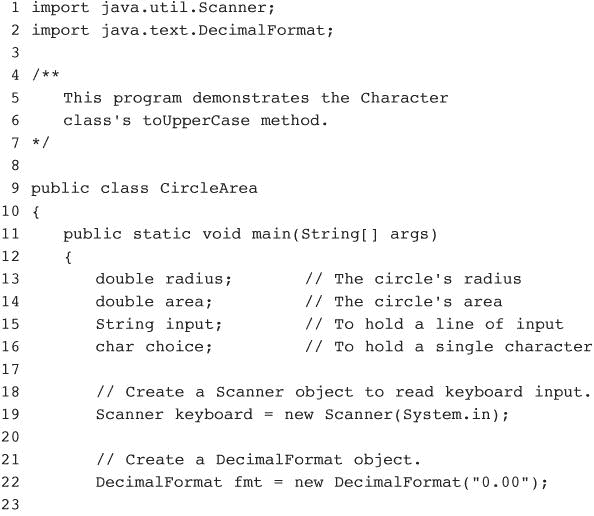 1 import java.util.Scanner;
2 import java.text.DecimalFormat;
3
4 /**
5    This program demonstrates the Character
6    class's toUpperCase method.
7 */
8
9 public class CircleArea
10 {
11    public static void main(String[] args)
12    {
13       double radius;       // The circle's radius
14       double area;         // The circle's area
15       String input;        // To hold a line of input
16       char choice;         // To hold a single character
17
18       // Create a Scanner object to read keyboard input.
19       Scanner keyboard = new Scanner(System.in);
20
21       // Create a DecimalFormat object.
22       DecimalFormat fmt = new DecimalFormat("0.00");
23